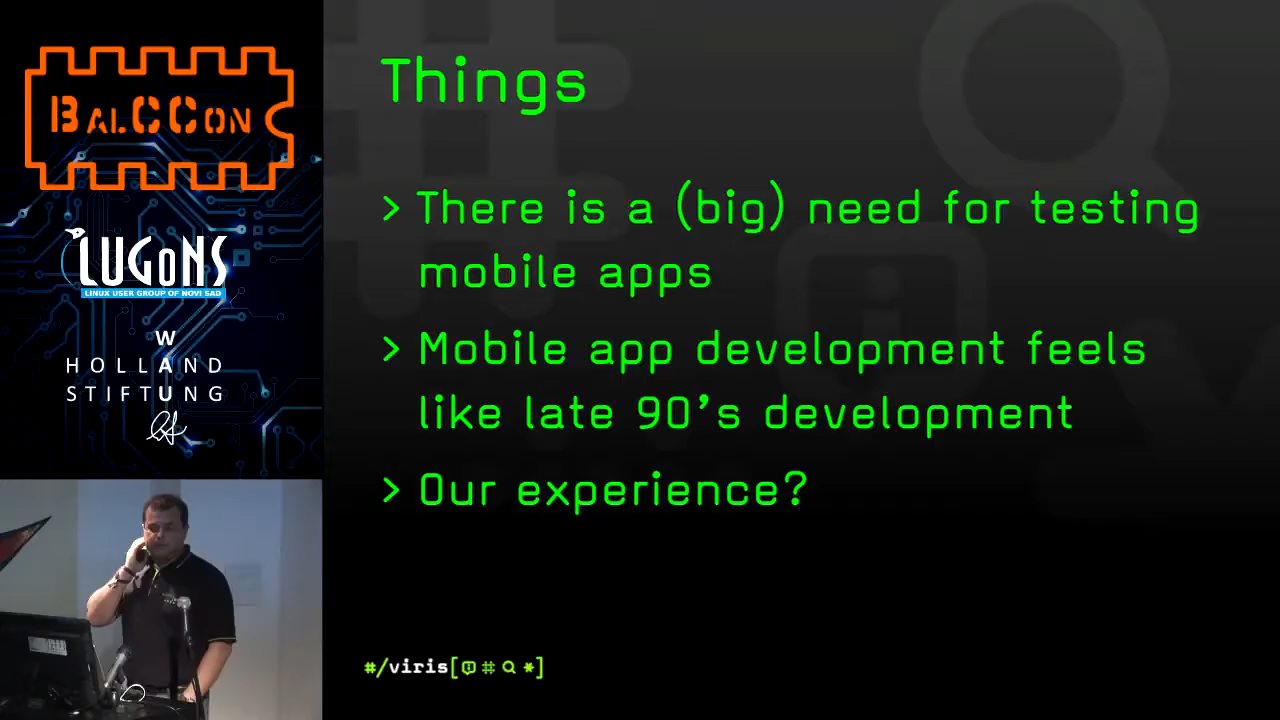 BALCCON
LUGONS
LINUX USER GROUP OF NOVI SAD
W
HOLLAND
A
STIFTUNG
Things
> There is a (big) need for testing
mobile apps
> Mobile app development feels
like late 90's development
> Our experience?
#/viris[